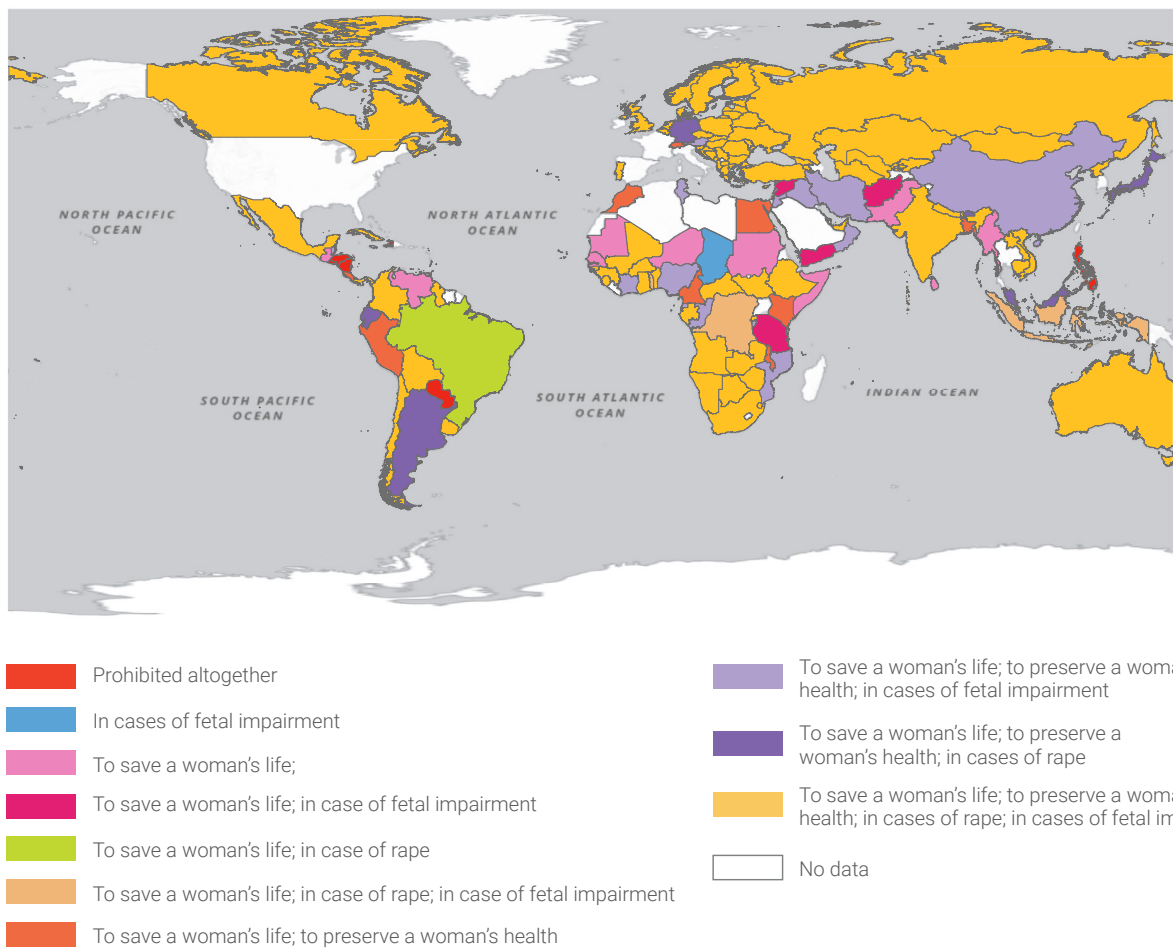 NORTH PACIFIC
OCEAN
NORTH ATLANTIC
OCEAN
SOUTH PACIFIC
OCEAN
SOUTH ATLANTIC
OCEAN
INDIAN OCEAN
Prohibited altogether
In cases of fetal impairment
To save a woman's life;
To save a woman's life; in case of fetal impairment
To save a woman's life; in case of rape
To save a woman's life; in case of rape; in case of fetal impairment
To save a woman's life; to preserve a woman's health
To save a woman's life; to preserve a woma
health; in cases of fetal impairment
To save a woman's life; to preserve a
woman's health; in cases of rape
To save a woman's life; to preserve a woma
health; in cases of rape; in cases of fetal im
No data